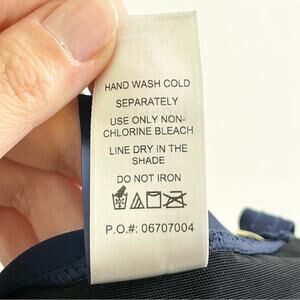 HAND WASH COLD
SEPARATELY
USE ONLY NON-
CHLORINE BLEACH
LINE DRY IN THE
SHADE
DO NOT IRON
P.O.#: 06707004